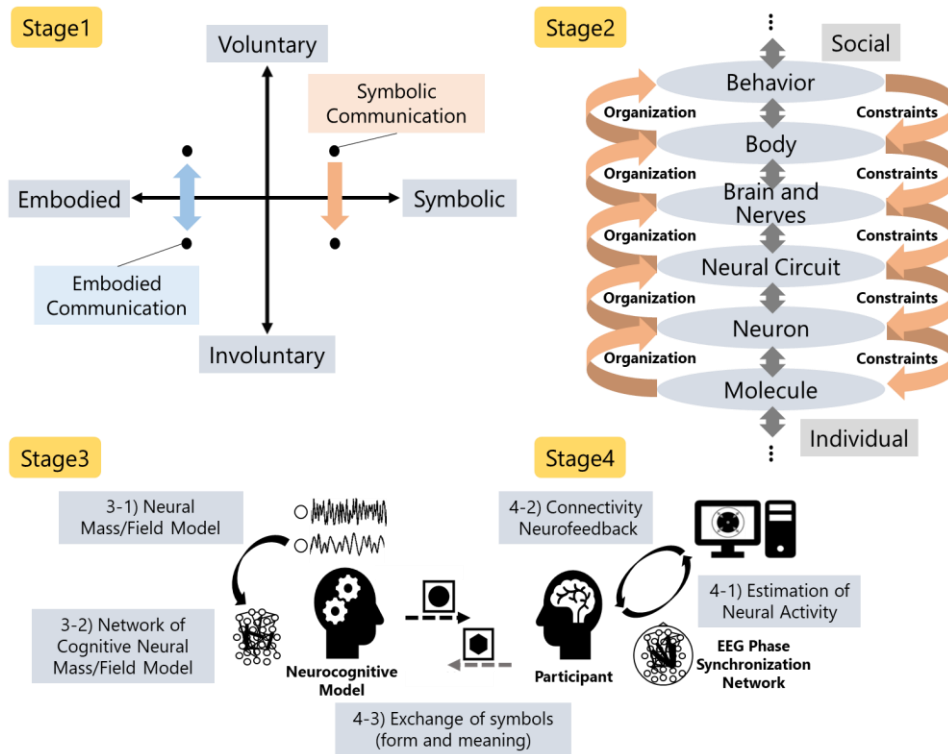 Stage1
Voluntary
Symbolic
Communication
Embodied
Symbolic
Embodied
Communication
Involuntary
Stage2
Social
Behavior
Organization
Constraints
Body
Organization
Constraints
Brain and
Nerves
Organization
Constraints
Neural Circuit
Organization
Constraints
Neuron
Organization
Constraints
Molecule
Individual
Stage3
3-1) Neural
Mass/Field Model
3-2) Network of
Cognitive Neural
Mass/Field Model
Neurocognitive
Model
Stage4
4-2) Connectivity
Neurofeedback
4-1) Estimation of
Neural Activity
Participant
EEG Phase
Synchronization
Network
4-3) Exchange of symbols
(form and meaning)